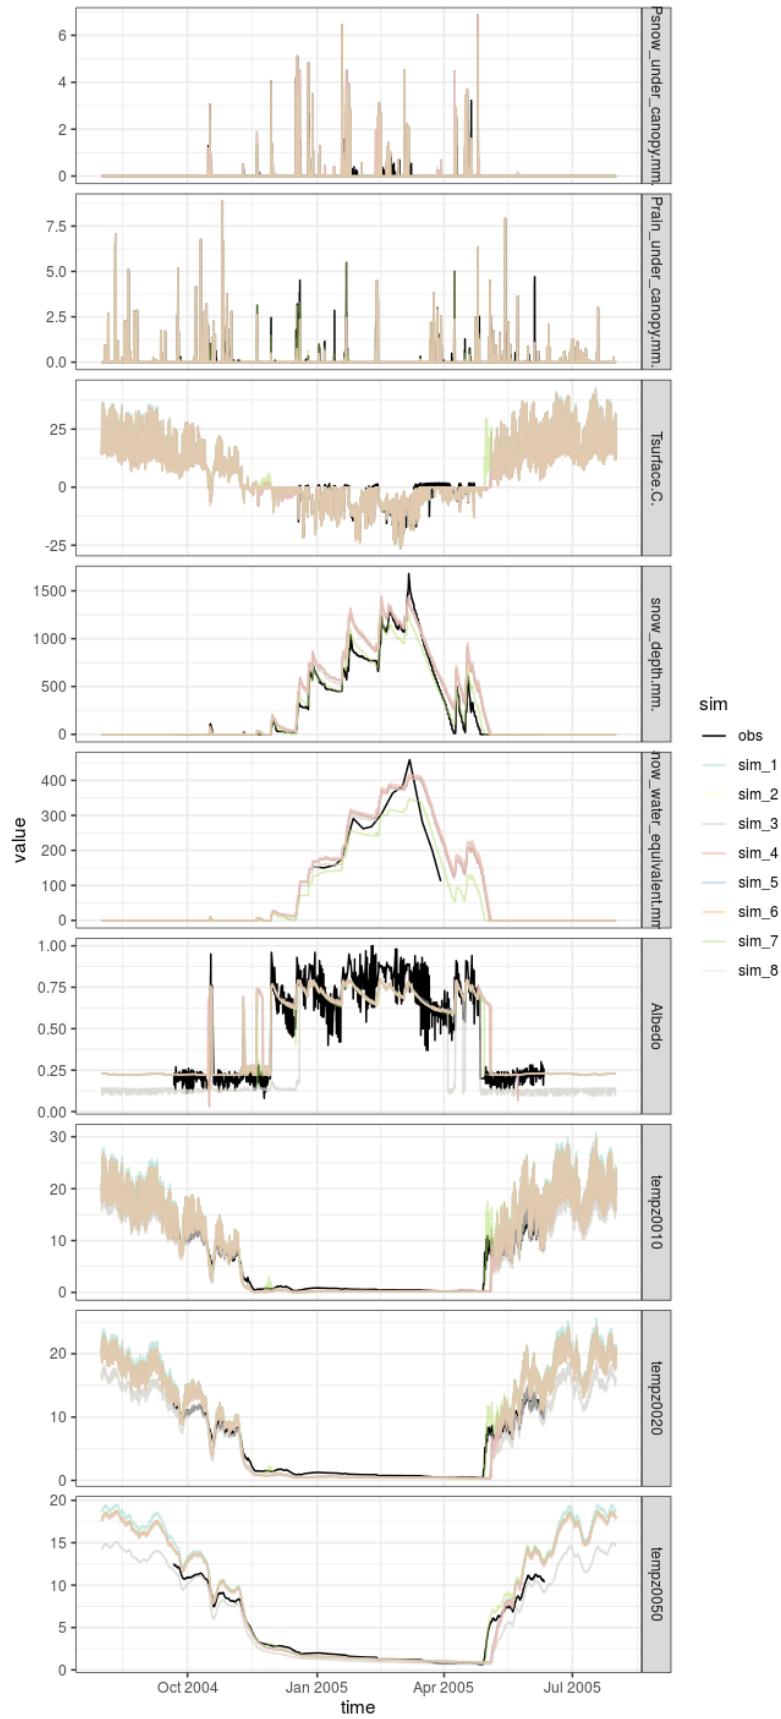 6
4
2
0
Psnow_under_canopy.mm.
7.5
5.0
2.5
0.0
Prain_under_canopy.mm.
25
0
-25
Tsurface.C.
1500
1000
500
0
snow_depth.mm.
400
300
200
100
0
now_water_equivalent.mm
1.00
0.75
0.50
0.25
0.00
Albedo
30
20
10
0
tempz0010
20
10
0
tempz0020
20
15
10
5
0
tempz0050
Oct 2004
Jan 2005
Apr 2005
Jul 2005
time
value
sim
obs
sim_1
sim_2
sim_3
sim_4
sim_5
sim_6
sim_7
sim_8